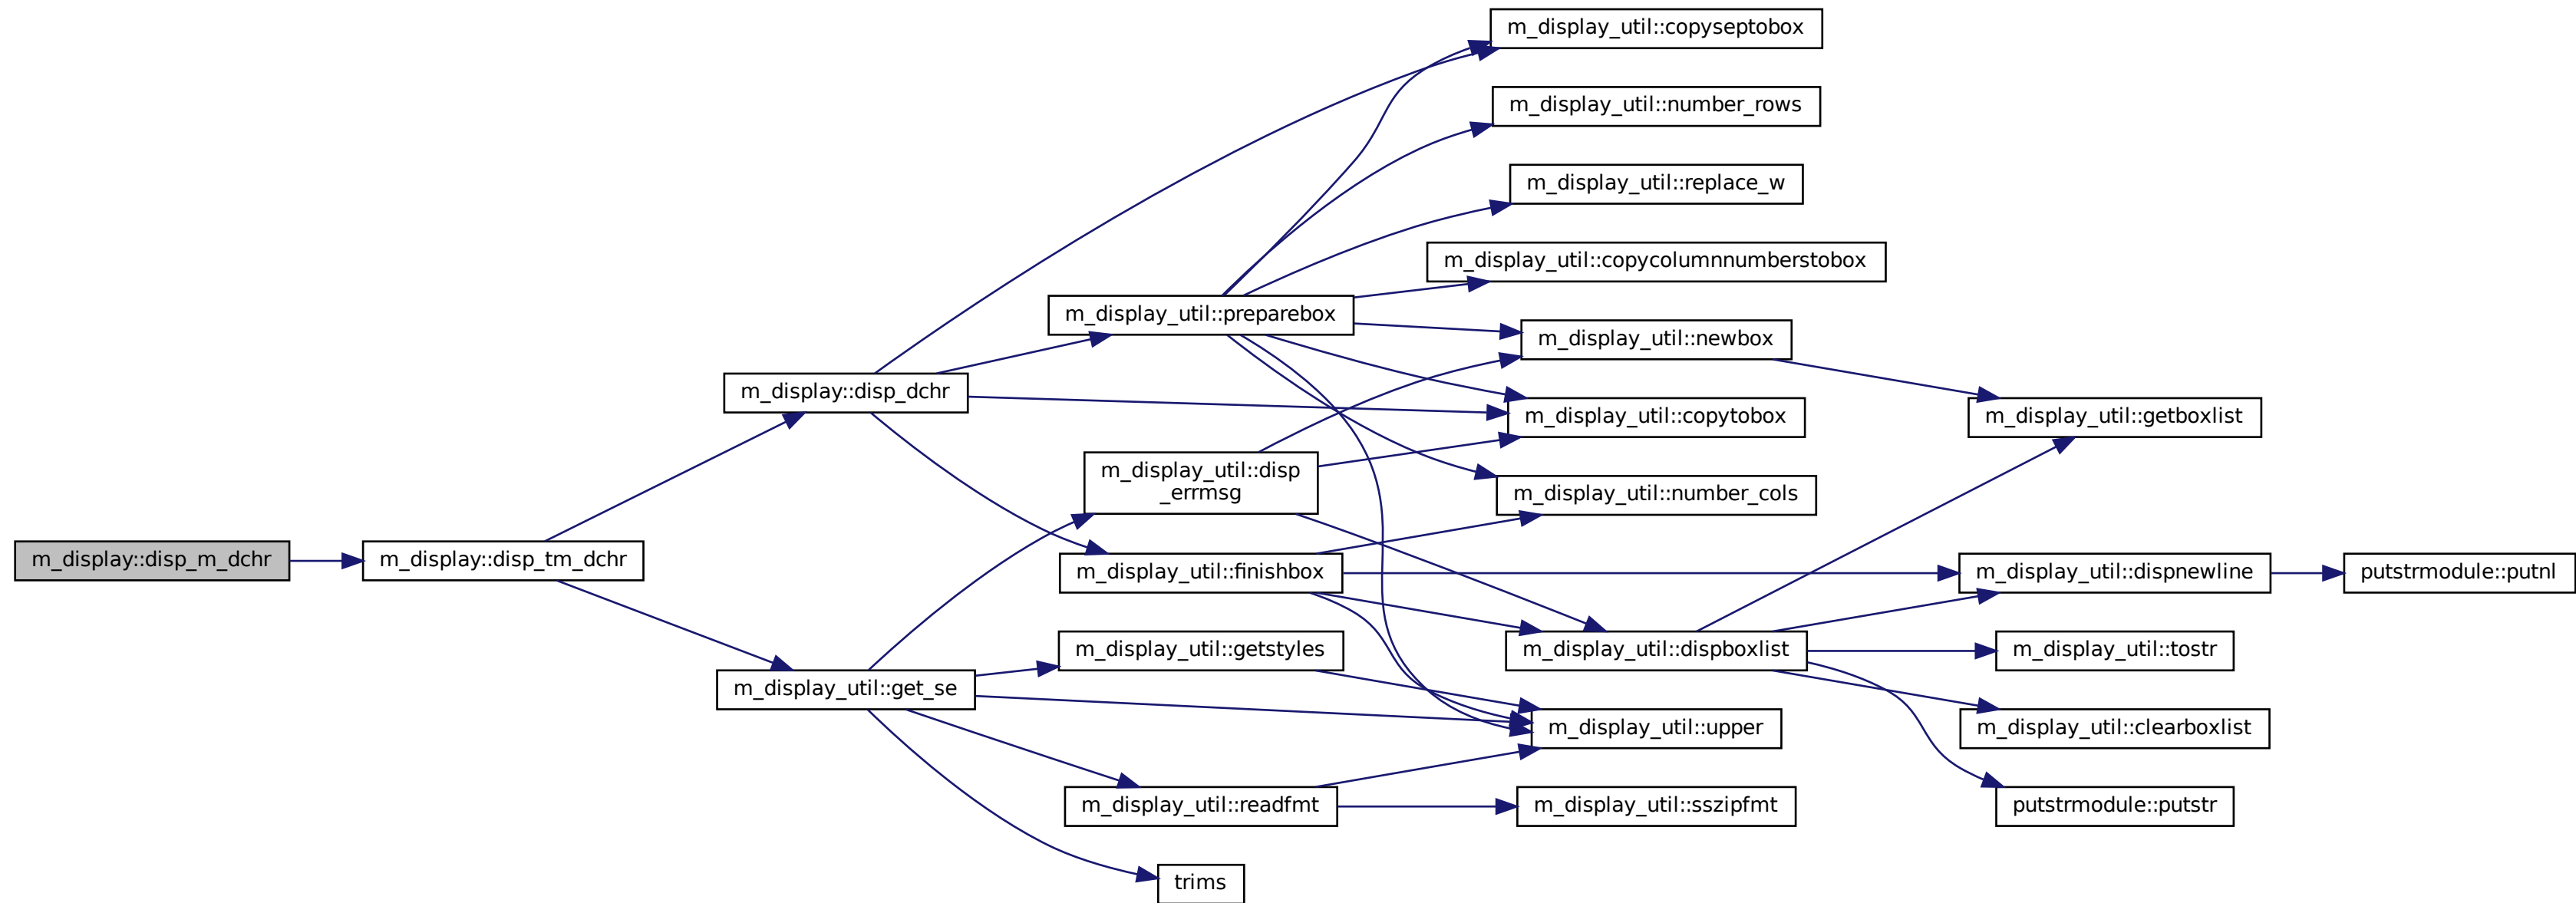 m_display_util::copyseptobox
m_display_util::number_rows
m_display_util::replace_w
m_display_util::copycolumnnumberstobox
m_display_util::preparebox
m_display_util::newbox
m_display::disp_dchr
m_display_util::copytobox
m_display_util::getboxlist
m_display_util::disp
_errmsg
m_display_util::number_cols
m_display::disp_m_dchr
m_display::disp_tm_dchr
m_display_util::finishbox
m_display_util::dispnewline
putstrmodule::putnl
m_display_util::getstyles
m_display_util::dispboxlist
m_display_util::tostr
m_display_util::get_se
m_display_util::upper
m_display_util::clearboxlist
m_display_util::readfmt
m_display_util::sszipfmt
putstrmodule::putstr
trims